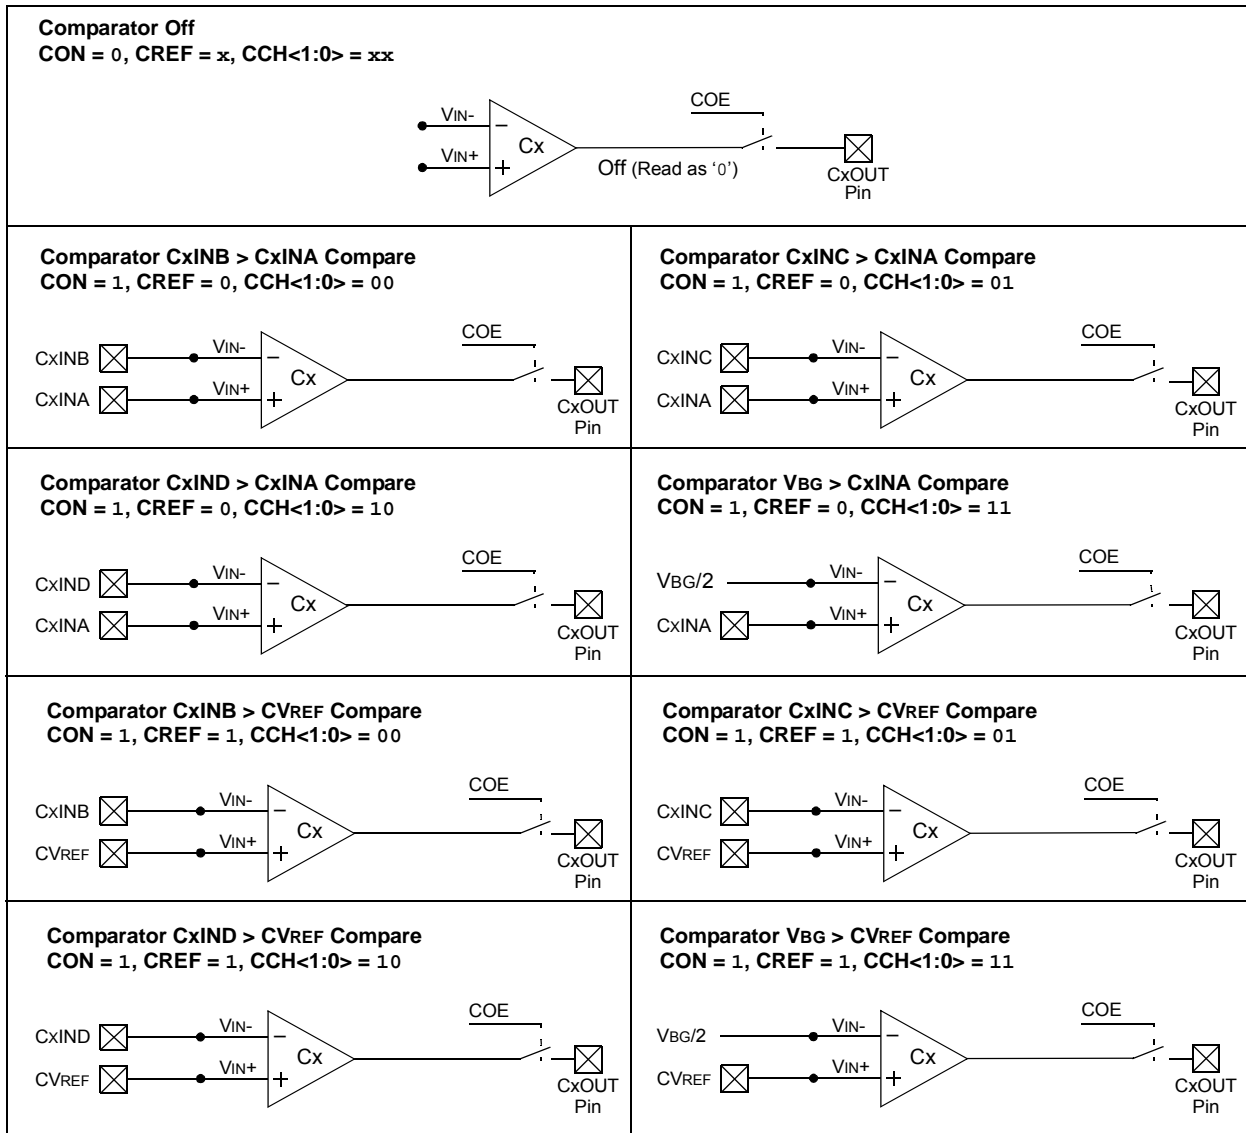 Comparator Off
CON = 0, CREF = x, CCH<1:0> = xx
COE
VIN-
–
Cx
VIN+
+
Off (Read as ‘0’)
CxOUT
Pin
Comparator CxINB > CxINA Compare
CON = 1, CREF = 0, CCH<1:0> = 00
COE
CxINB
VIN-
–
Cx
CxINA
VIN+
+
CxOUT
Pin
Comparator CxINC > CxINA Compare
CON = 1, CREF = 0, CCH<1:0> = 01
COE
CxINC
VIN-
–
Cx
CxINA
VIN+
+
CxOUT
Pin
Comparator CxIND > CxINA Compare
CON = 1, CREF = 0, CCH<1:0> = 10
COE
CxIND
VIN-
–
Cx
CxINA
VIN+
+
CxOUT
Pin
Comparator VBG > CxINA Compare
CON = 1, CREF = 0, CCH<1:0> = 11
COE
VBG/2
VIN-
–
Cx
CxINA
VIN+
+
CxOUT
Pin
Comparator CxINB > CVREF Compare
CON = 1, CREF = 1, CCH<1:0> = 00
COE
CxINB
VIN-
–
Cx
CVREF
VIN+
+
CxOUT
Pin
Comparator CxINC > CVREF Compare
CON = 1, CREF = 1, CCH<1:0> = 01
COE
CxINC
VIN-
–
Cx
CVREF
VIN+
+
CxOUT
Pin
Comparator CxIND > CVREF Compare
CON = 1, CREF = 1, CCH<1:0> = 10
COE
CxIND
VIN-
–
Cx
CVREF
VIN+
+
CxOUT
Pin
Comparator VBG > CVREF Compare
CON = 1, CREF = 1, CCH<1:0> = 11
COE
VBG/2
VIN-
–
Cx
CVREF
VIN+
+
CxOUT
Pin